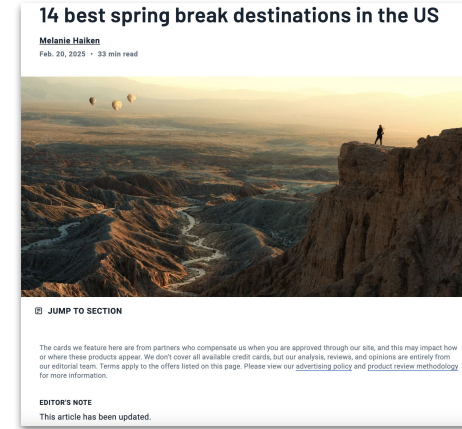 14 best spring break destinations in the US
Melanie Haiken
Feb. 20, 2025 • 33 min read
JUMP TO SECTION
The cards we feature here are from partners who compensate us when you are approved through our site, and this may impact how
or where these products appear. We don't cover all available credit cards, but our analysis, reviews, and opinions are entirely from
our editorial team. Terms apply to the offers listed on this page. Please view our advertising policy and product review methodology
for more information.
EDITOR'S NOTE
This article has been updated.